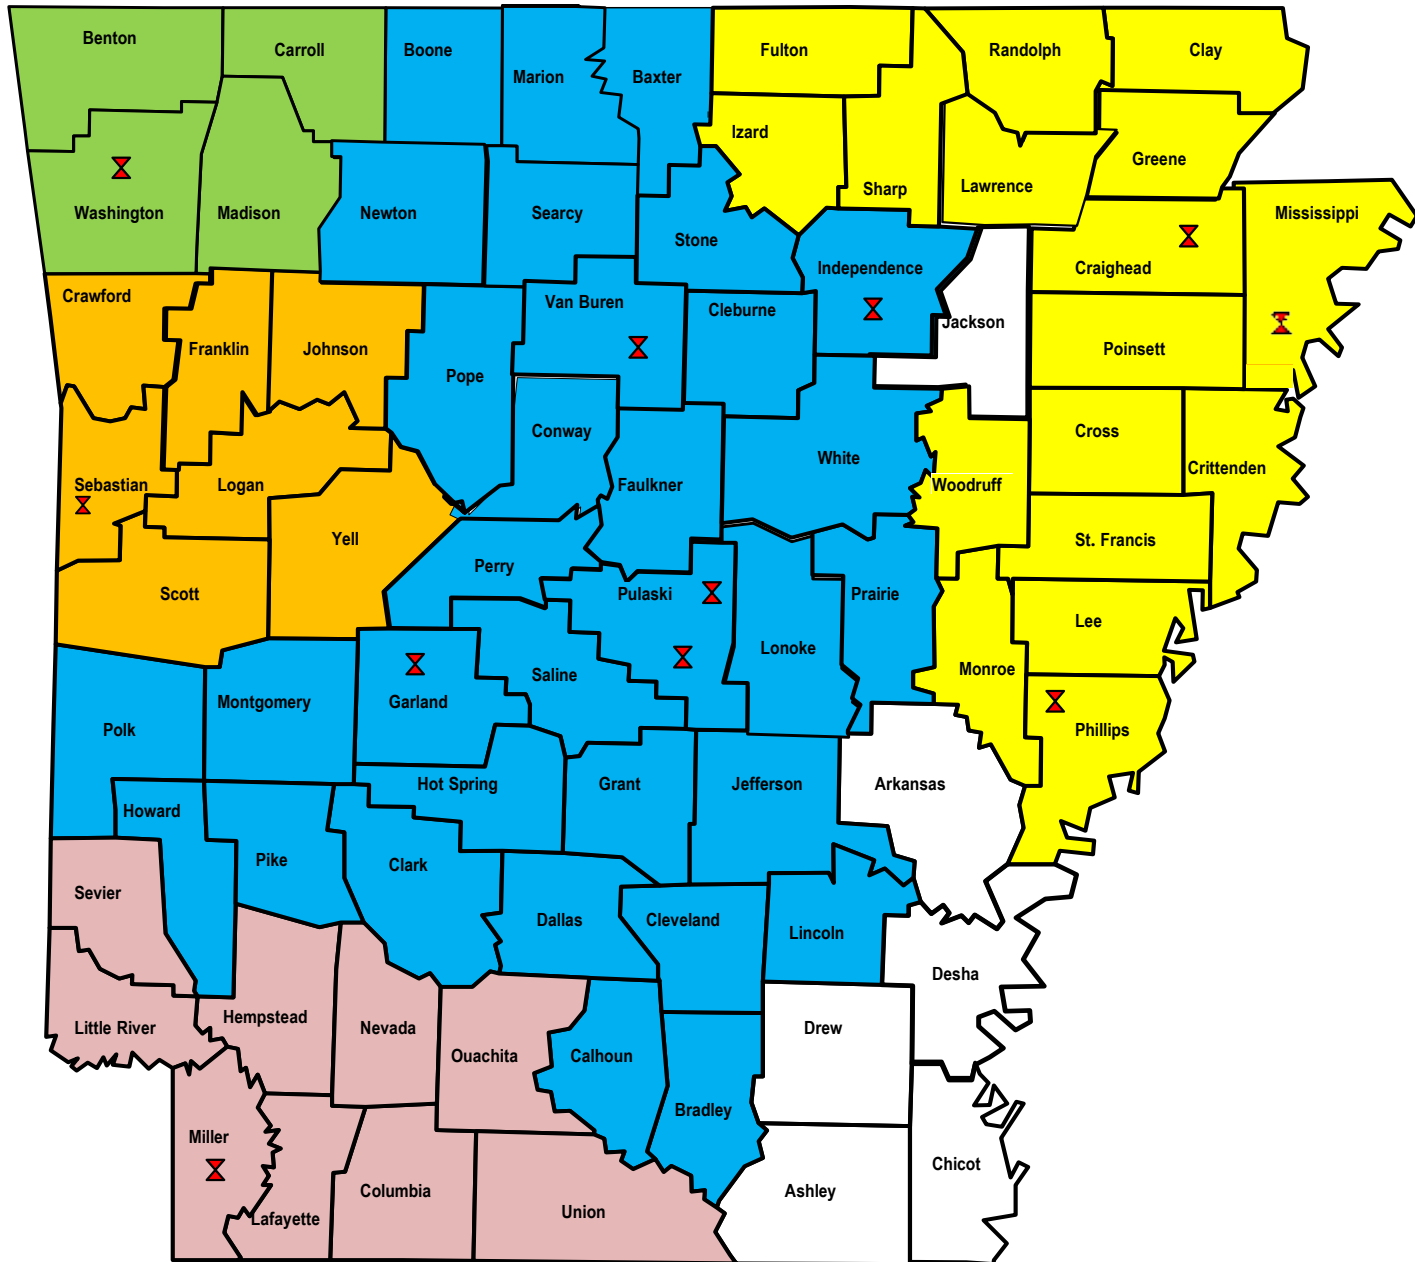 Benton
Carroll
Boone
Marion
Baxter
Fulton
Randolph
Clay
Izard
Sharp
Lawrence
Greene
Washington
Madison
Newton
Searcy
Stone
Independence
Craighead
Mississippi
Crawford
Franklin
Johnson
Van Buren
Cleburne
Jackson
Poinsett
Pope
Conway
White
Cross
Crittenden
Sebastian
Logan
Faulkner
Woodruff
Yell
St. Francis
Scott
Perry
Pulaski
Prairie
Lee
Lonoke
Monroe
Saline
Garland
Montgomery
Polk
Phillips
Hot Spring
Grant
Jefferson
Arkansas
Howard
Pike
Clark
Sevier
Dallas
Cleveland
Lincoln
Desha
Little River
Hempstead
Nevada
Ouachita
Calhoun
Drew
Bradley
Miller
Lafayette
Columbia
Union
Ashley
Chicot